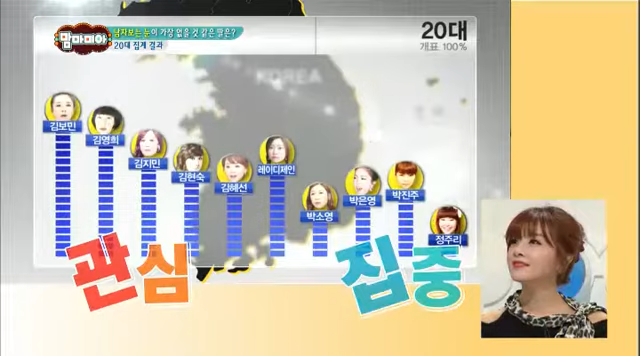 맘마미아
남자보는 눈이 가장 없을 것 같은 딸은?
20대 집계 결과
20대
개표 100%
KOREA
김보민
김영희
김지민
김현숙
김혜선
레이디제인
박소영
박은영
박진주
정주리
관심
집중